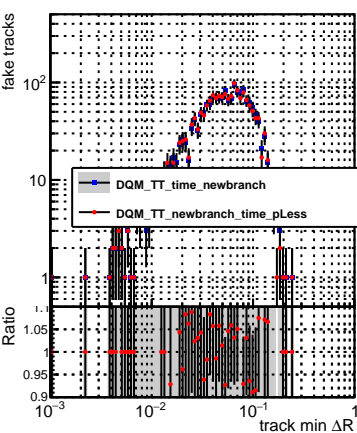 fake tracks
10²
10
1
DQM_TT_time_newbranch
DQM_TT_newbranch_time_pLess
Ratio
1.1
1.05
1
0.95
0.9
10⁻³ 10⁻² 10⁻¹ 1
track min ΔR